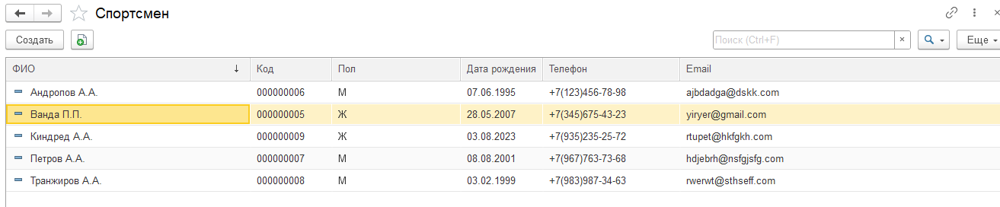 Спортсмен
Создать Поиск (Ctrl+F) × Еще
ФИО ↓ Код Пол Дата рождения Телефон Email
Андропов А.А. 000000006 М 07.06.1995 +7(123)456-78-98 ajbdadga@dskk.com
Ванда П.П. 000000005 Ж 28.05.2007 +7(345)675-43-23 yiryer@gmail.com
Киндред А.А. 000000009 Ж 03.08.2023 +7(935)235-25-72 rtupet@hkfgkh.com
Петров А.А. 000000007 М 08.08.2001 +7(967)763-73-68 hdjebrh@nsfgjsfg.com
Транжиров А.А. 000000008 М 03.02.1999 +7(983)987-34-63 rwerwt@sthseff.com